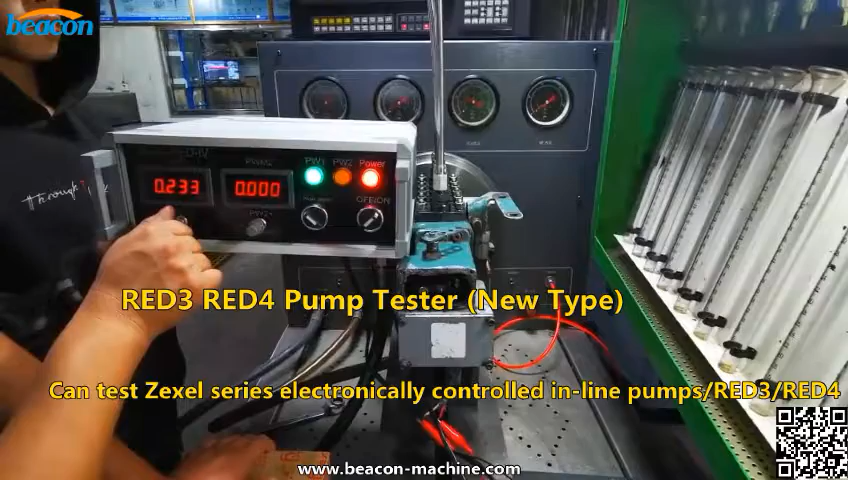 beacon
PW1 PW2 Power
0.233
0.000
OFF/ON
through
RED3 RED4 Pump Tester (New Type)
Can test Zexel series electronically controlled in-line pumps/RED3/RED4
www.beacon-machine.com